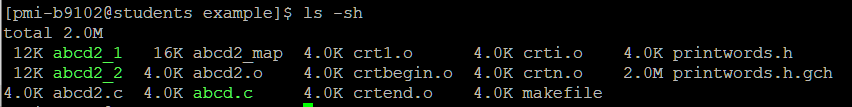 [pmi-b9102@students example]$ ls -sh
total 2.0M
12K abcd2_1 16K abcd2_map 4.0K crt1.o 4.0K crti.o 4.0K printwords.h
12K abcd2_2 4.0K abcd2.o 4.0K crtbegin.o 4.0K crtn.o 2.0M printwords.h.gch
4.0K abcd2.c 4.0K abcd.c 4.0K crtend.o 4.0K makefile